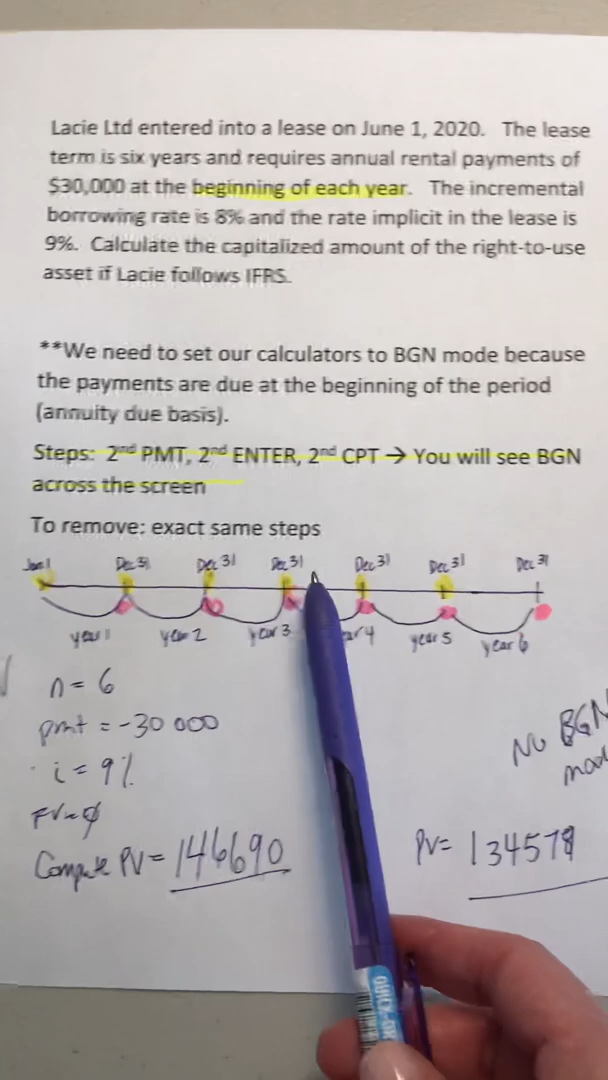 Lacie Ltd entered into a lease on June 1, 2020. The lease
term is six years and requires annual rental payments of
$30,000 at the beginning of each year. The incremental
borrowing rate is 8% and the rate implicit in the lease is
9%. Calculate the capitalized amount of the right-to-use
asset if Lacie follows IFRS.
**We need to set our calculators to BGN mode because
the payments are due at the beginning of the period
(annuity due basis).
Steps: 2nd PMT, 2nd ENTER, 2nd CPT → You will see BGN
across the screen
To remove: exact same steps
Jan 1 Dec 31 Dec 31 Dec 31 Dec 31 Dec 31 Dec 31
year 1 year 2 year 3 ear 4 year 5 year 6
n = 6
pmt = -30 000
i = 9%
FV = 0
Compute PV = 146690
No BGN
PV = 134578
QUICK-DR